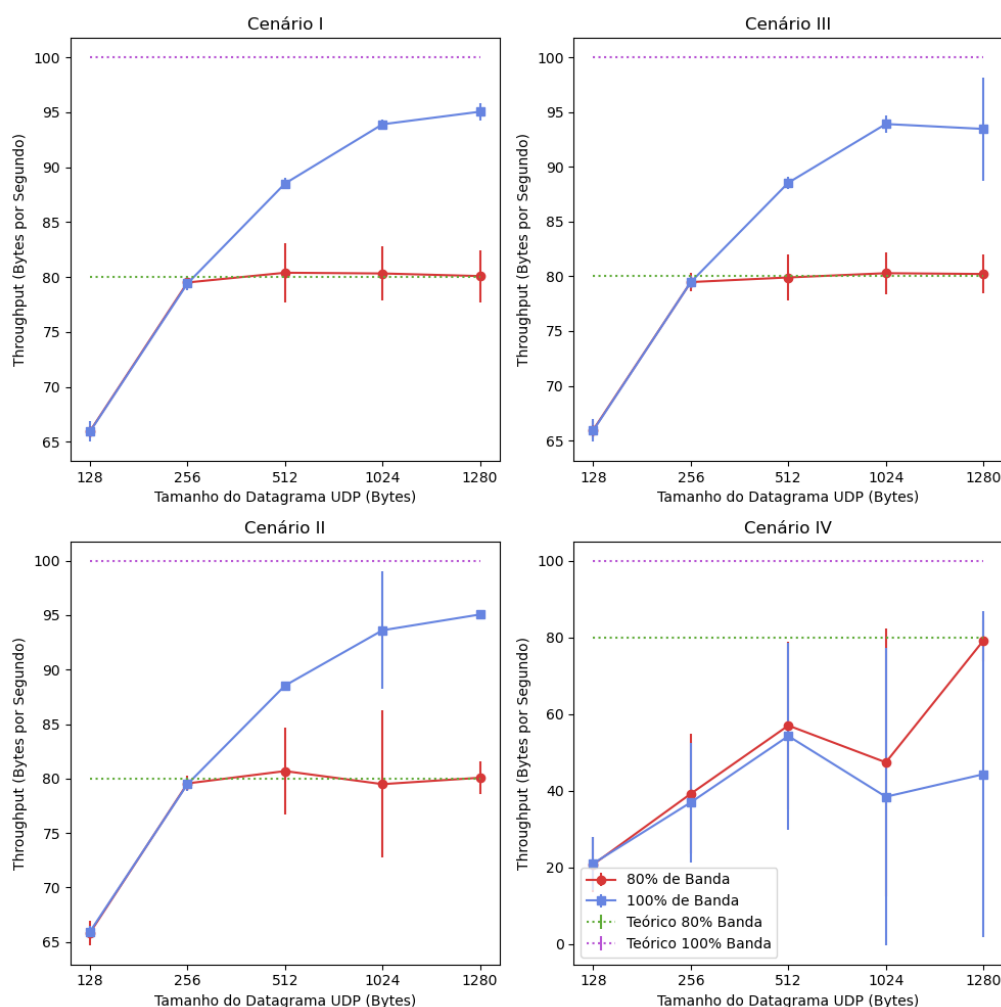 Cenário I
Throughput (Bytes por Segundo)
100
95
90
85
80
75
70
65
128 256 512 1024 1280
Tamanho do Datagrama UDP (Bytes)
Cenário III
Throughput (Bytes por Segundo)
100
95
90
85
80
75
70
65
128 256 512 1024 1280
Tamanho do Datagrama UDP (Bytes)
Cenário II
Throughput (Bytes por Segundo)
100
95
90
85
80
75
70
65
128 256 512 1024 1280
Tamanho do Datagrama UDP (Bytes)
Cenário IV
Throughput (Bytes por Segundo)
100
80
60
40
20
0
80% de Banda
100% de Banda
Teórico 80% Banda
Teórico 100% Banda
128 256 512 1024 1280
Tamanho do Datagrama UDP (Bytes)